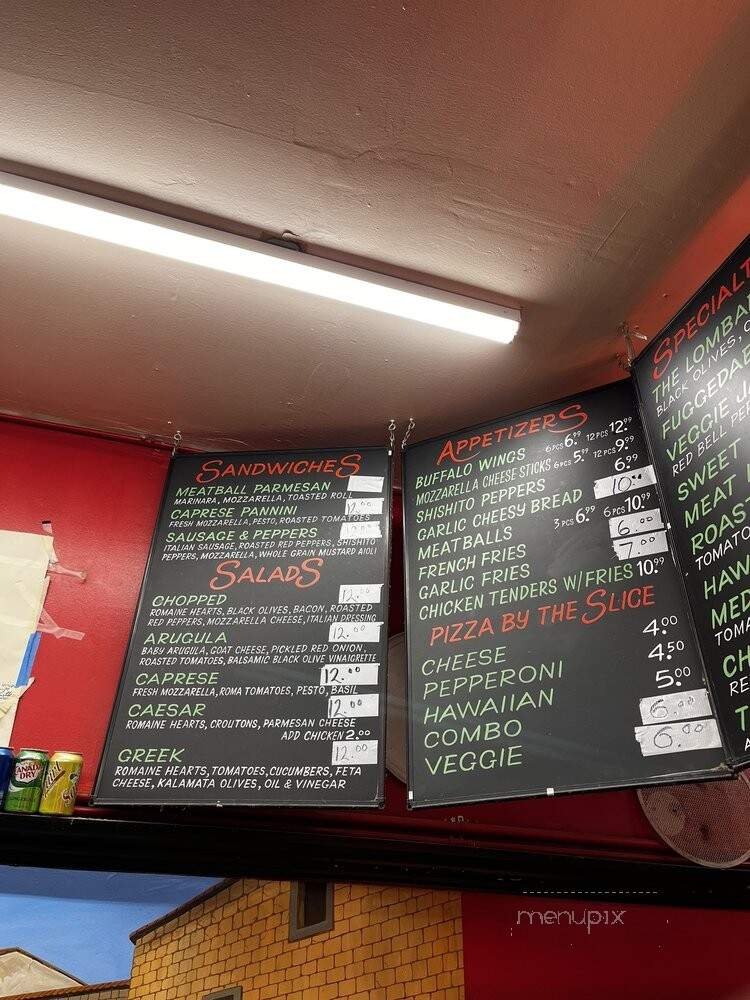 SANDWICHES
MEATBALL PARMESAN
MARINARA, MOZZARELLA, TOASTED ROLL
CAPRESE PANNINI 12.00
FRESH MOZZARELLA, PESTO, ROASTED TOMATOES
SAUSAGE & PEPPERS 12.00
ITALIAN SAUSAGE, ROASTED RED PEPPERS, SHISHITO
PEPPERS, MOZZARELLA, WHOLE GRAIN MUSTARD AIOLI
SALADS
CHOPPED 12.00
ROMAINE HEARTS, BLACK OLIVES, BACON, ROASTED
RED PEPPERS, MOZZARELLA CHEESE, ITALIAN DRESSING
ARUGULA 12.00
BABY ARUGULA, GOAT CHEESE, PICKLED RED ONION,
ROASTED TOMATOES, BALSAMIC BLACK OLIVE VINAIGRETTE
CAPRESE 12.00
FRESH MOZZARELLA, ROMA TOMATOES, PESTO, BASIL
CAESAR 12.00
ROMAINE HEARTS, CROUTONS, PARMESAN CHEESE
ADD CHICKEN 2.00
GREEK 12.00
ROMAINE HEARTS, TOMATOES, CUCUMBERS, FETA
CHEESE, KALAMATA OLIVES, OIL & VINEGAR
APPETIZERS
BUFFALO WINGS 6 PCS 6.99 12 PCS 12.99
MOZZARELLA CHEESE STICKS 6 PCS 5.99 12 PCS 9.99
SHISHITO PEPPERS 6.99
GARLIC CHEESY BREAD 10.00
MEATBALLS 3 PCS 6.99 6 PCS 10.99
FRENCH FRIES 6.00
GARLIC FRIES 7.00
CHICKEN TENDERS W/FRIES 10.99
PIZZA BY THE SLICE
CHEESE 4.00
PEPPERONI 4.50
HAWAIIAN 5.00
COMBO 6.00
VEGGIE 6.00
SPECIALT
THE LOMBA
BLACK OLIVES,
FUGGEDAB
VEGGIE
RED BELL PE
SWEET
MEAT
ROAS
TOMATO
HAW
MED
TOMA
CH
RE
T
CANADA
DRY
menupix